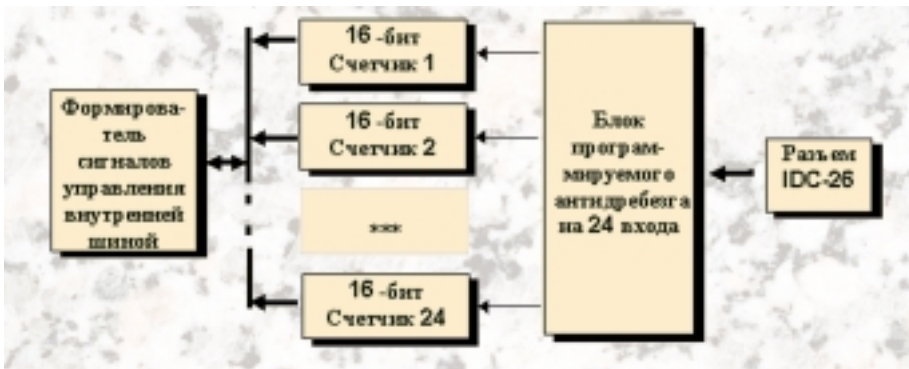 Формирова-
тель
сигналов
управления
внутренней
шиной
16 -бит
Счетчик 1
16 -бит
Счетчик 2
***
16 -бит
Счетчик 24
Блок
програм-
мируемого
антидребезга
на 24 входа
Разъем
IDC-26